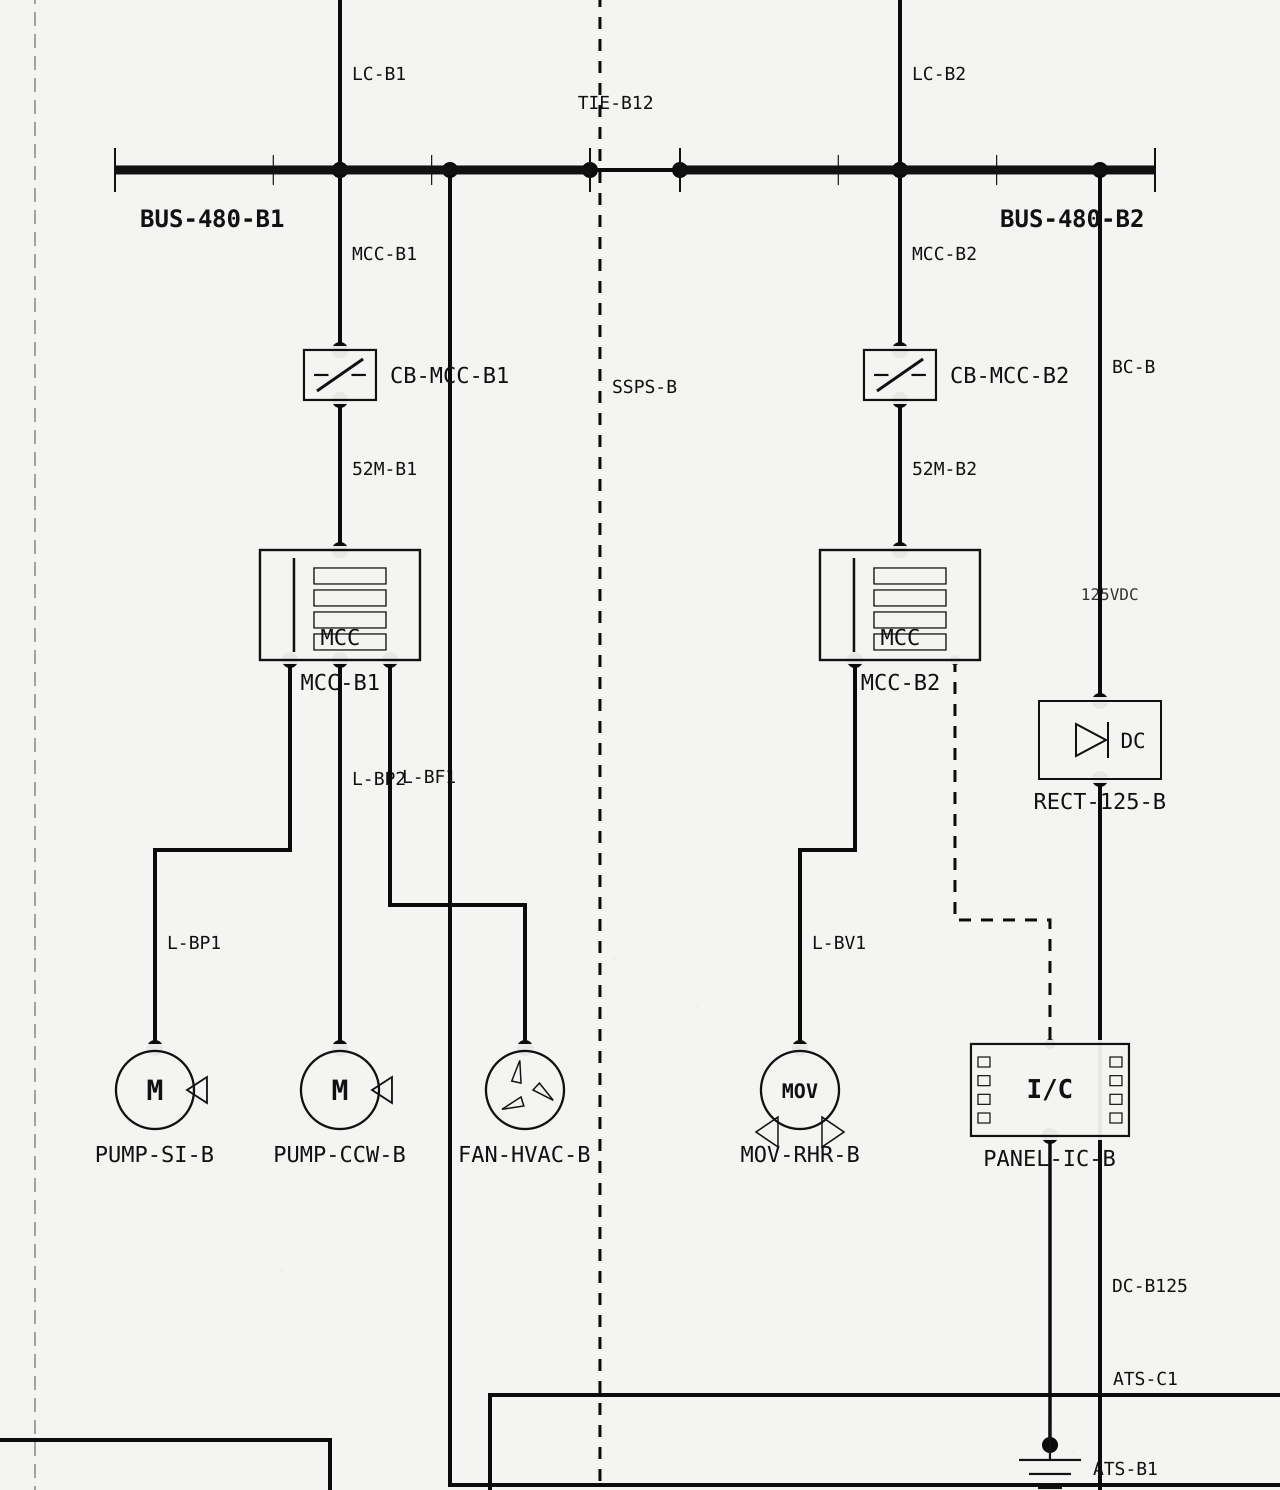 LC-B1
LC-B2
TIE-B12
BUS-480-B1
BUS-480-B2
MCC-B1
MCC-B2
CB-MCC-B1
SSPS-B
CB-MCC-B2
BC-B
52M-B1
52M-B2
125VDC
MCC
MCC
MCC-B1
MCC-B2
DC
L-BP2
L-BF1
RECT-125-B
L-BP1
L-BV1
M
M
MOV
I/C
PUMP-SI-B
PUMP-CCW-B
FAN-HVAC-B
MOV-RHR-B
PANEL-IC-B
DC-B125
ATS-C1
ATS-B1